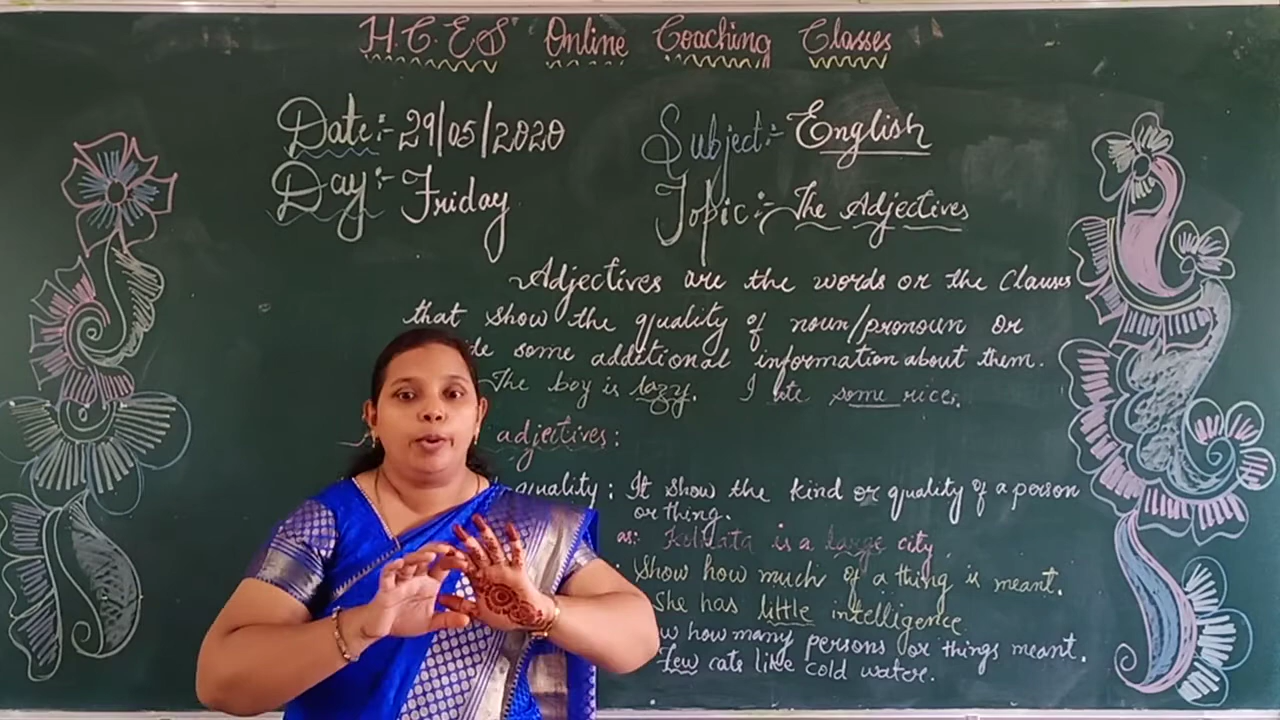 H.C.E.S Online Coaching Classes
Date:- 29/05/2020
Subject:- English
Day:- Friday
Topic:- The Adjectives
Adjectives are the words or the Clauses
that show the quality of noun/pronoun or
some additional information about them.
The boy is lazy. I ate some rice.
adjectives:
quality: It show the kind or quality of a person
or thing.
as: Kolkata is a large city.
: Show how much of a thing is meant.
She has little intelligence
how many persons or things meant.
Few cats like cold water.